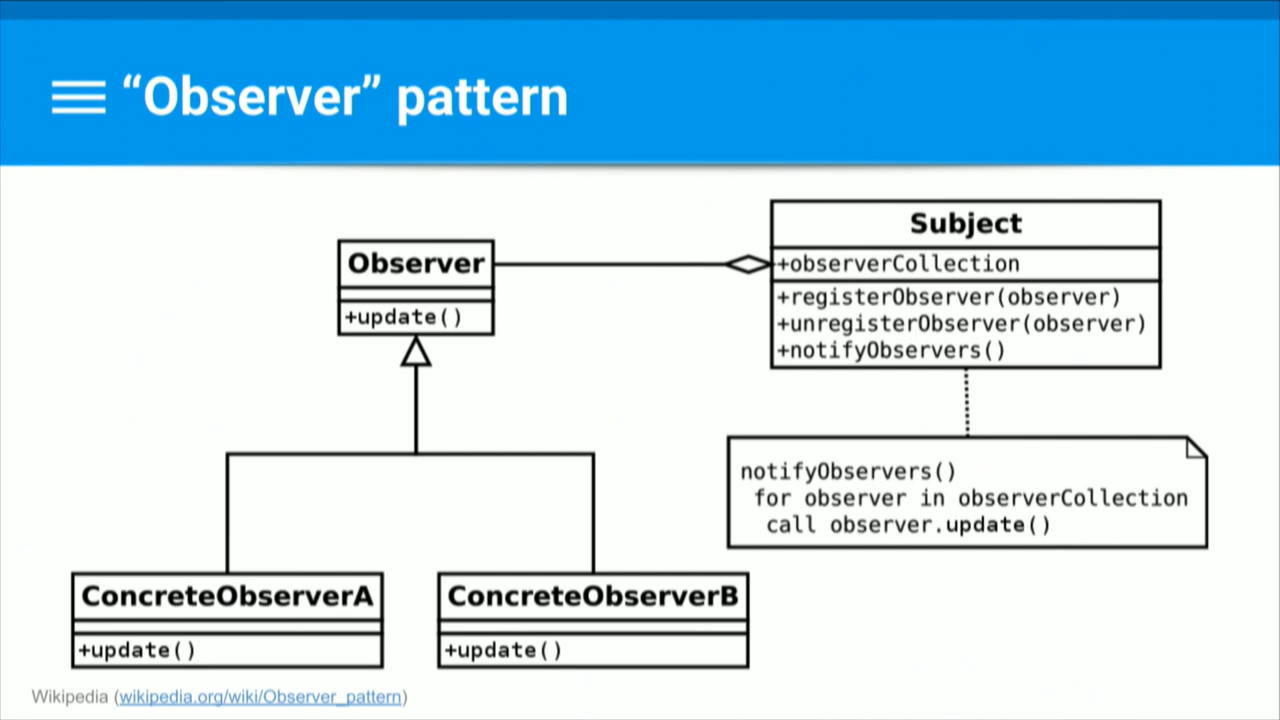 “Observer” pattern
Observer
+update()
Subject
+observerCollection
+registerObserver(observer)
+unregisterObserver(observer)
+notifyObservers()
notifyObservers()
for observer in observerCollection
call observer.update()
ConcreteObserverA
+update()
ConcreteObserverB
+update()
Wikipedia (wikipedia.org/wiki/Observer_pattern)